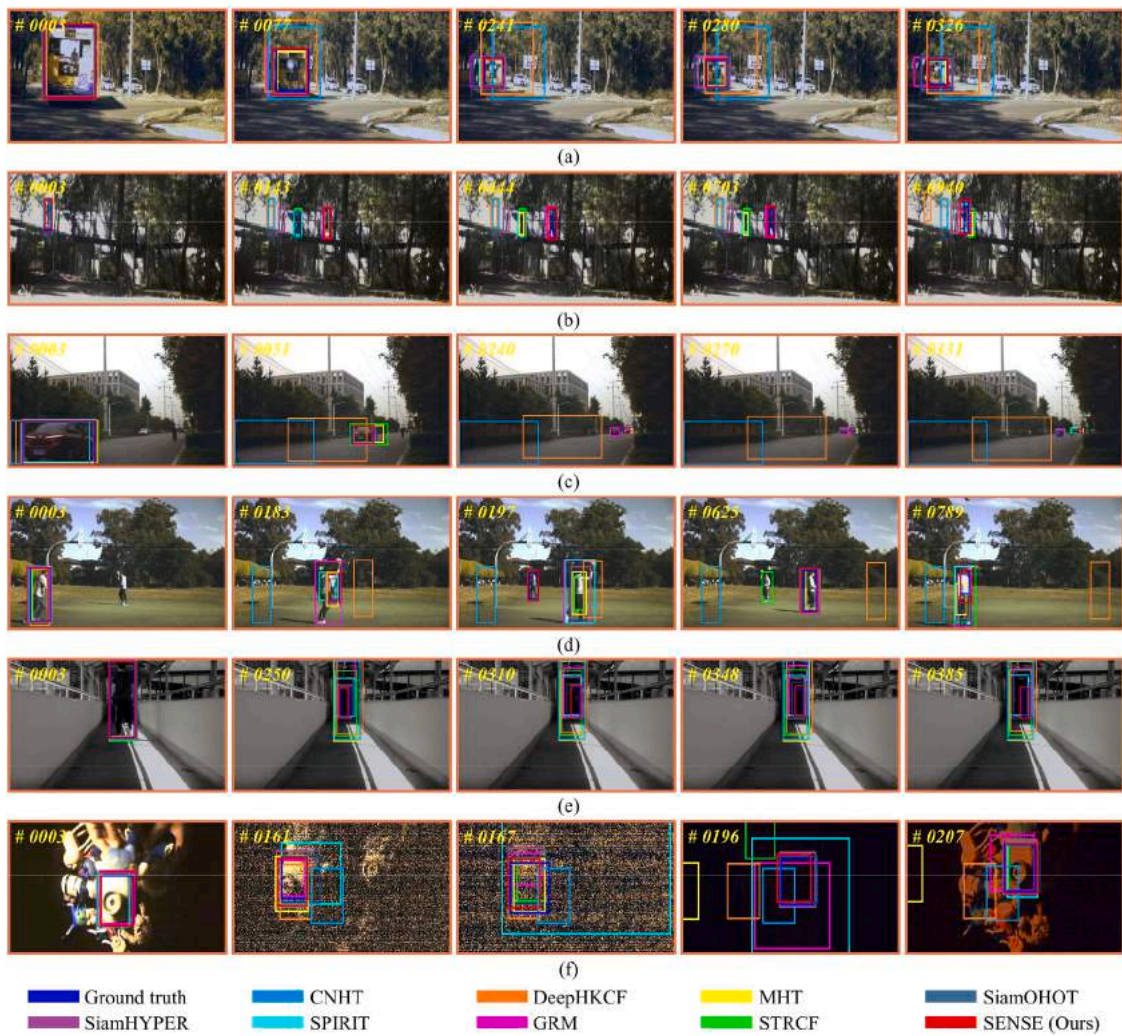 # 0003 # 0077 # 0241 # 0280 # 0326
(a)
# 0003 # 0143 # 0444 # 0703 # 0940
(b)
# 0003 # 0051 # 0240 # 0270 # 0331
(c)
# 0003 # 0183 # 0197 # 0625 # 0789
(d)
# 0003 # 0250 # 0310 # 0348 # 0385
(e)
# 0003 # 0161 # 0167 # 0196 # 0207
(f)
Ground truth CNHT DeepHKCF MHT SiamOHOT
SiamHYPER SPIRIT GRM STRCF SENSE (Ours)